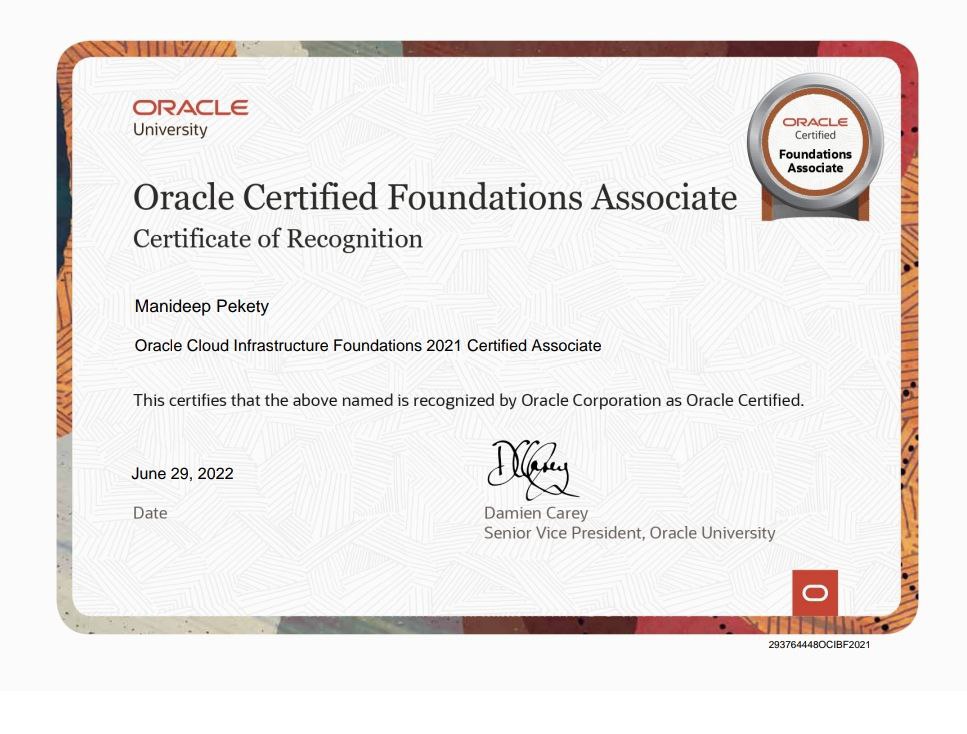 ORACLE
University
ORACLE
Certified
Foundations
Associate
Oracle Certified Foundations Associate
Certificate of Recognition
Manideep Pekety
Oracle Cloud Infrastructure Foundations 2021 Certified Associate
This certifies that the above named is recognized by Oracle Corporation as Oracle Certified.
June 29, 2022
Date
DCarey
Damien Carey
Senior Vice President, Oracle University
293764448OCIBF2021